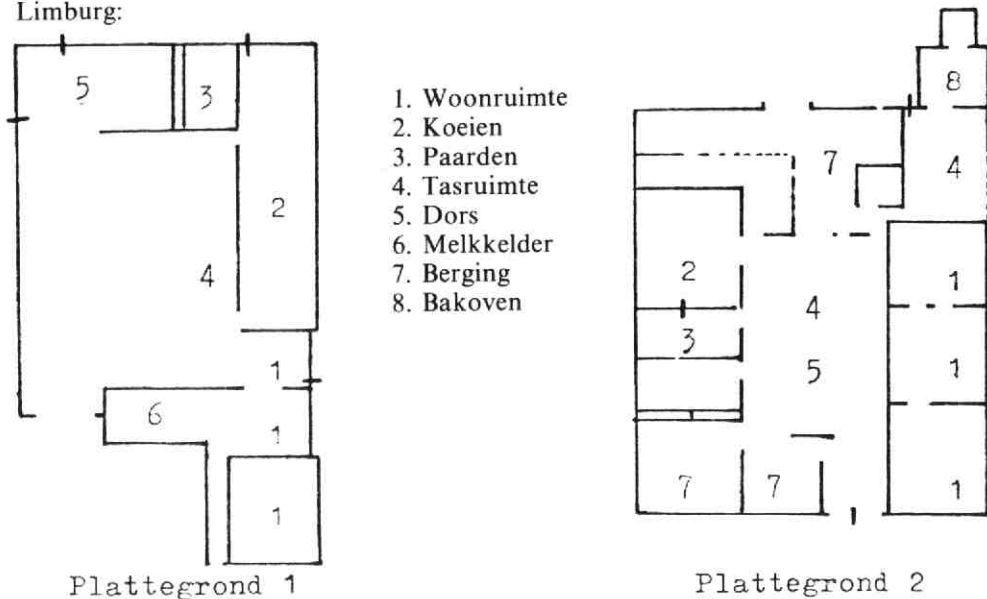 Limburg:
1. Woonruimte
2. Koeien
3. Paarden
4. Tasruimte
5. Dors
6. Melkkelder
7. Berging
8. Bakoven
5
3
2
4
1
6
1
1
Plattegrond 1
8
7
4
2
1
4
3
1
5
7
7
1
Plattegrond 2